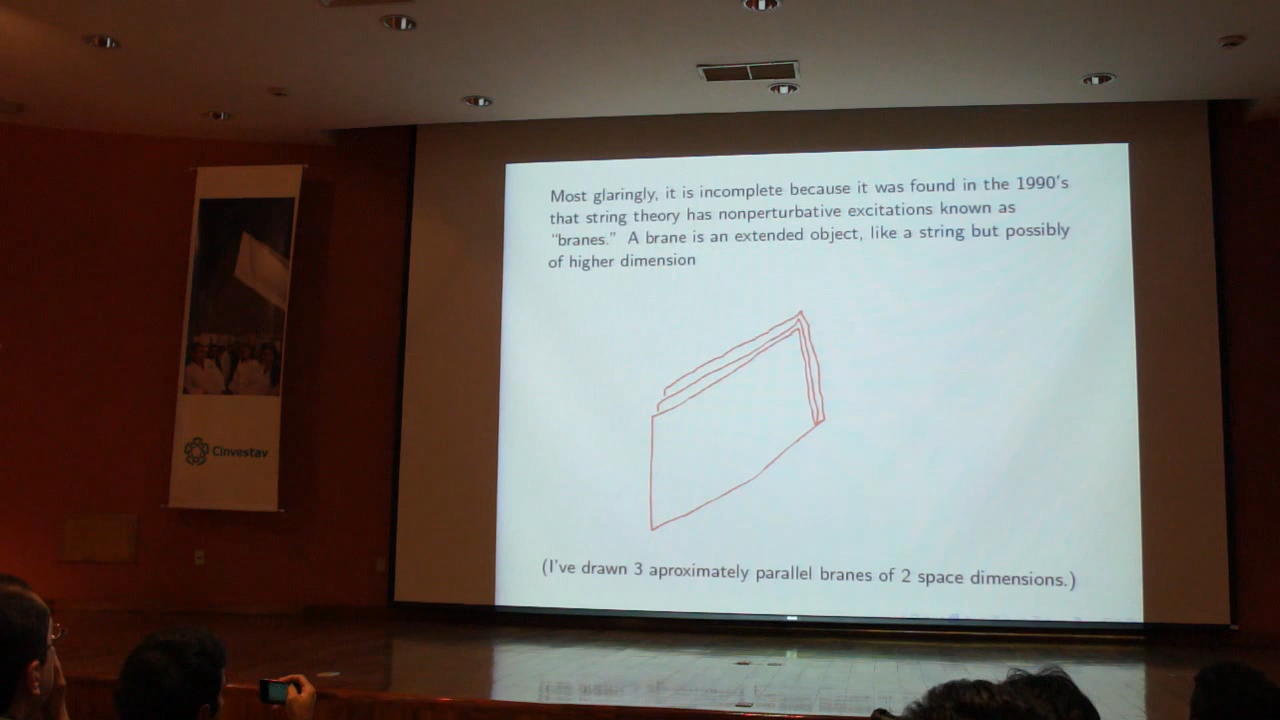 Most glaringly, it is incomplete because it was found in the 1990's
that string theory has nonperturbative excitations known as
"branes." A brane is an extended object, like a string but possibly
of higher dimension
(I've drawn 3 aproximately parallel branes of 2 space dimensions.)
Cinvestav